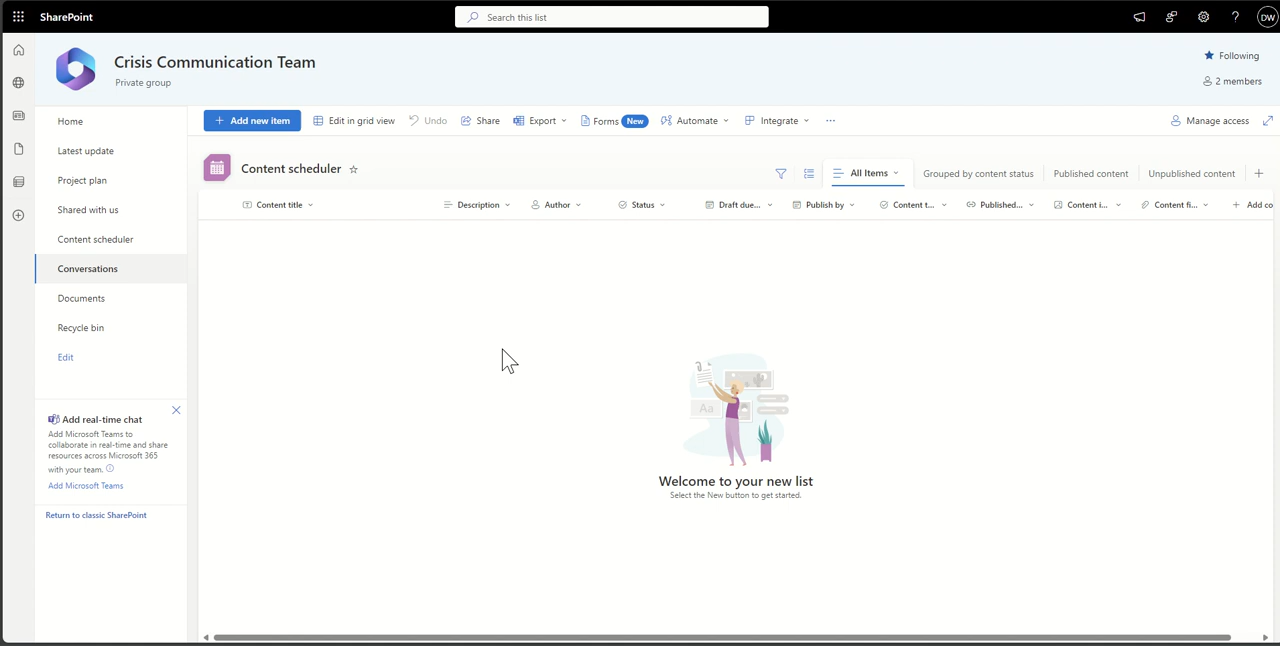 SharePoint
Search this list
DW
Crisis Communication Team
Private group
Following
2 members
Home
Latest update
Project plan
Shared with us
Content scheduler
Conversations
Documents
Recycle bin
Edit
Add real-time chat
Add Microsoft Teams to
collaborate in real-time and share
resources across Microsoft 365
with your team.
Add Microsoft Teams
Return to classic SharePoint
Add new item
Edit in grid view
Undo
Share
Export
Forms New
Automate
Integrate
Manage access
Content scheduler
All Items
Grouped by content status
Published content
Unpublished content
Content title
Description
Author
Status
Draft due...
Publish by
Content t...
Published...
Content i...
Content fi...
Add co
Aa
Welcome to your new list
Select the New button to get started.